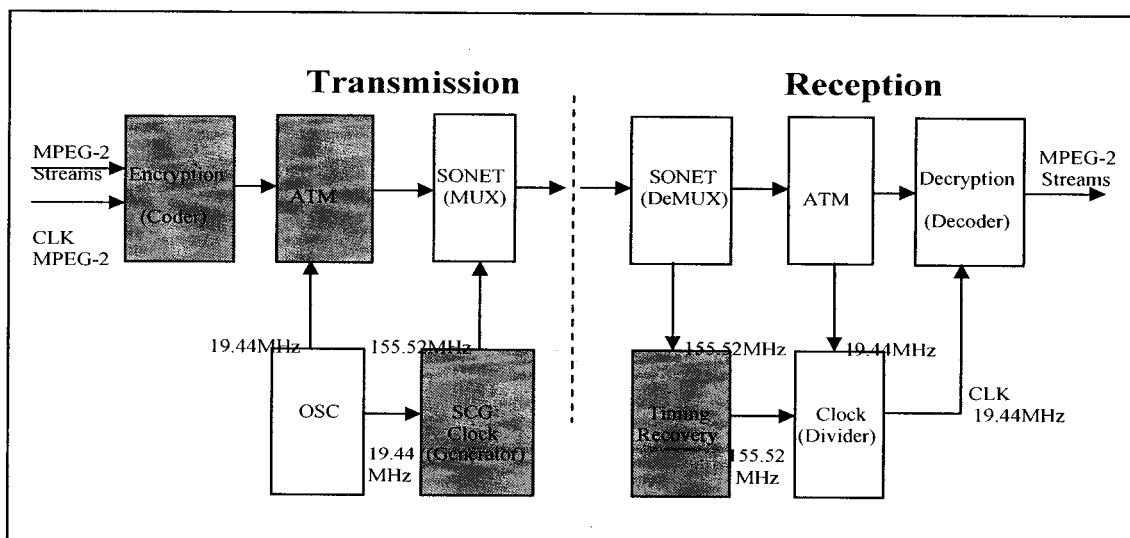 Transmission
Reception
MPEG-2
Streams
CLK
MPEG-2
Encryption
(Coder)
ATM
SONET
(MUX)
SONET
(DeMUX)
ATM
Decryption
(Decoder)
MPEG-2
Streams
19.44MHz
155.52MHz
155.52MHz
19.44MHz
OSC
SCG
Clock
(Generator)
19.44
MHz
Timing
Recovery
155.52
MHz
Clock
(Divider)
CLK
19.44MHz